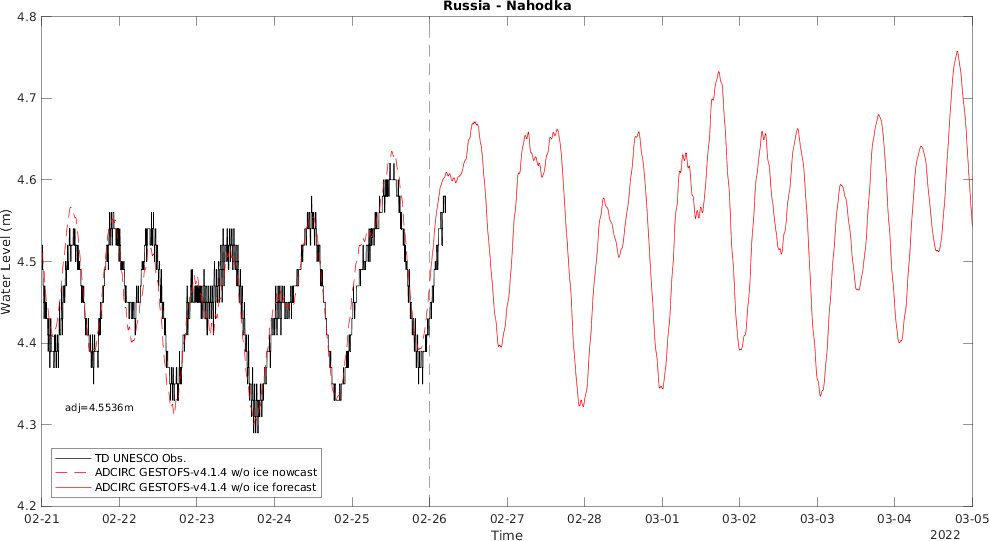 Russia - Nahodka
4.8
4.7
4.6
4.5
4.4
4.3
4.2
Water Level (m)
adj=4.5536m
TD UNESCO Obs.
ADCIRC GESTOFS-v4.1.4 w/o ice nowcast
ADCIRC GESTOFS-v4.1.4 w/o ice forecast
02-21 02-22 02-23 02-24 02-25 02-26 02-27 02-28 03-01 03-02 03-03 03-04 03-05
Time
2022